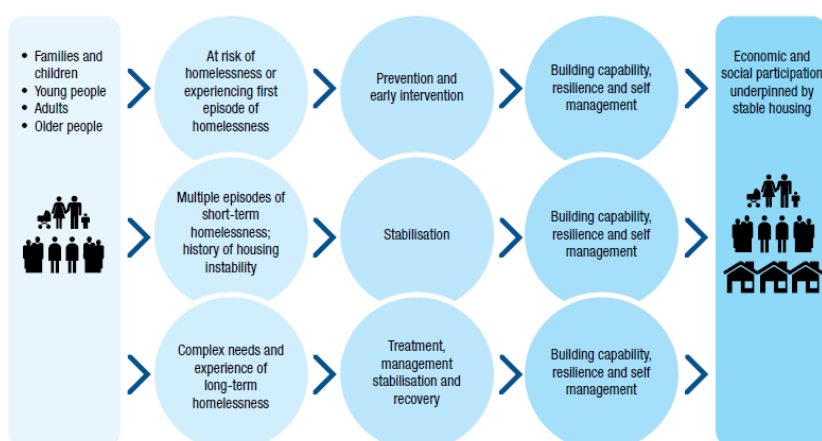 • Families and
children
• Young people
• Adults
• Older people
At risk of
homelessness or
experiencing first
episode of
homelessness
Prevention and
early intervention
Building capability,
resilience and self
management
Economic and
social participation
underpinned by
stable housing
Multiple episodes of
short-term
homelessness;
history of housing
instability
Stabilisation
Building capability,
resilience and self
management
Complex needs and
experience of
long-term
homelessness
Treatment,
management
stabilisation and
recovery
Building capability,
resilience and self
management